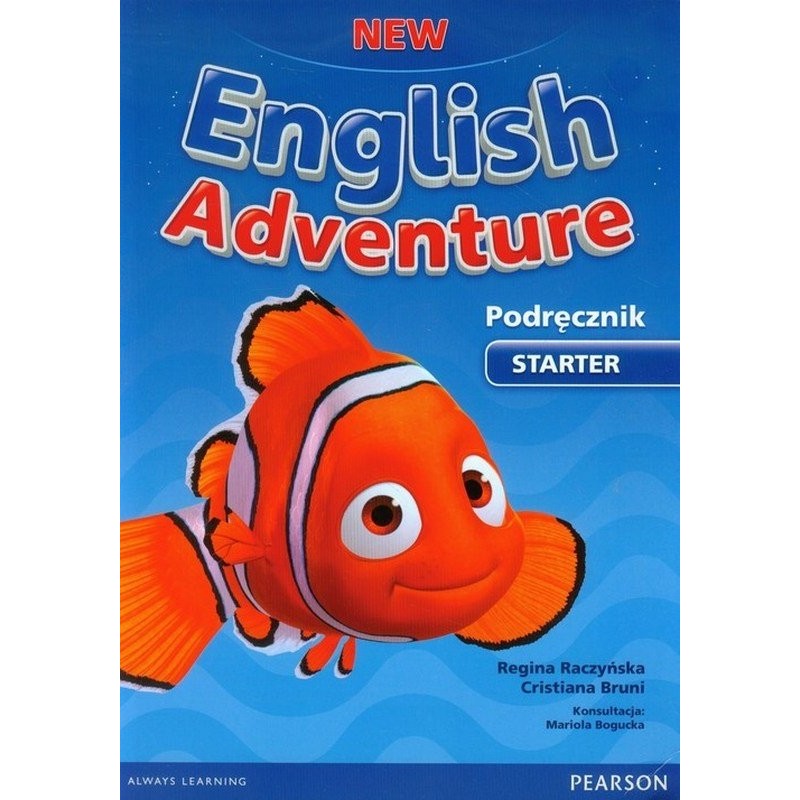 NEW
English
Adventure
Podręcznik
STARTER
Regina Raczyńska
Cristiana Bruni
Konsultacja:
Mariola Bogucka
ALWAYS LEARNING
PEARSON